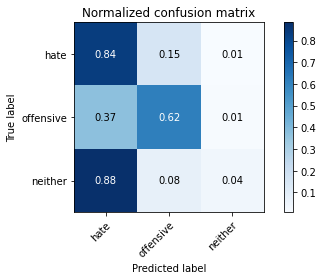 Normalized confusion matrix
True label
hate
offensive
neither
0.84 0.15 0.01
0.37 0.62 0.01
0.88 0.08 0.04
hate
offensive
neither
Predicted label
0.8
0.7
0.6
0.5
0.4
0.3
0.2
0.1